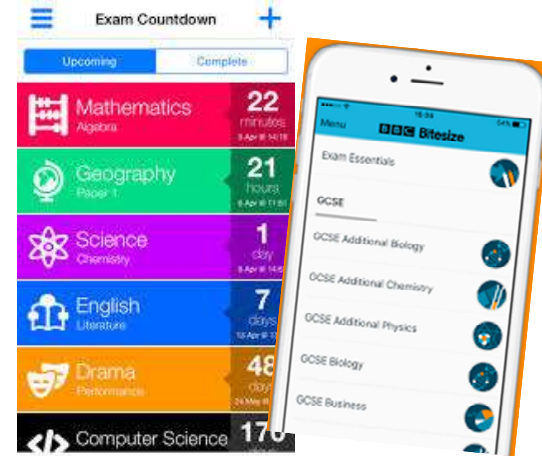 Exam Countdown
Upcoming
Complete
Mathematics
Algebra
22
minutes
Geography
Paper 1
21
hours
Science
Chemistry
1
day
English
Literature
7
days
Drama
Performance
48
Computer Science
170
Menu
BBC Bitesize
Exam Essentials
GCSE
GCSE Additional Biology
GCSE Additional Chemistry
GCSE Additional Physics
GCSE Biology
GCSE Business